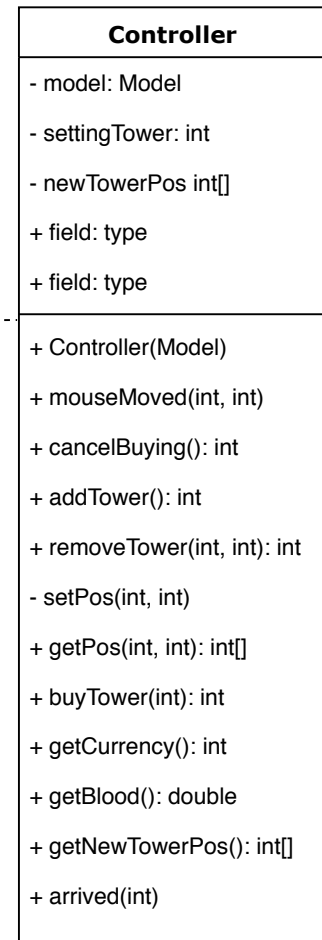 Controller
- model: Model
- settingTower: int
- newTowerPos int[]
+ field: type
+ field: type
+ Controller(Model)
+ mouseMoved(int, int)
+ cancelBuying(): int
+ addTower(): int
+ removeTower(int, int): int
- setPos(int, int)
+ getPos(int, int): int[]
+ buyTower(int): int
+ getCurrency(): int
+ getBlood(): double
+ getNewTowerPos(): int[]
+ arrived(int)